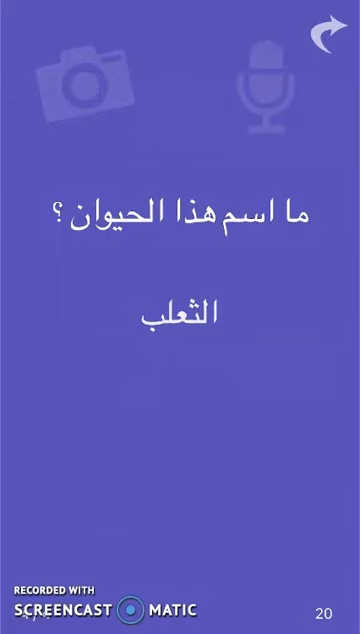 ما اسم هذا الحيوان ؟
الثعلب
RECORDED WITH
SCREENCAST MATIC
20